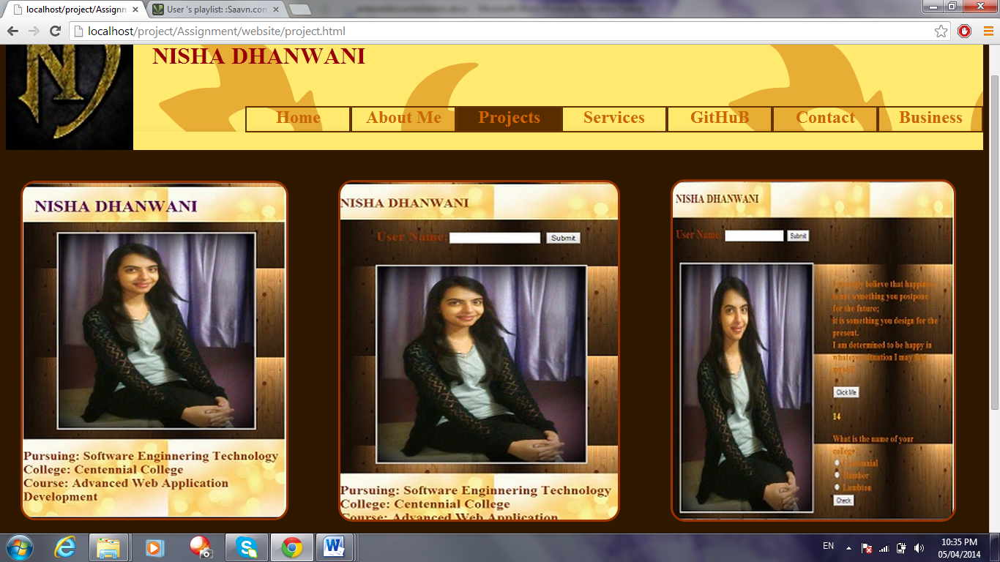 localhost/project/Assignm
User 's playlist: :Saavn.com
localhost/project/Assignment/website/project.html
N
NISHA DHANWANI
Home About Me Projects Services GitHuB Contact Business
NISHA DHANWANI
Pursuing: Software Enginnering Technology
College: Centennial College
Course: Advanced Web Application
Development
NISHA DHANWANI
User Name: Submit
Pursuing: Software Enginnering Technology
College: Centennial College
Course: Advanced Web Application
NISHA DHANWANI
User Name: Submit
believe that happiness
is not something you postpone
for the future;
it is something you design for the
present.
I am determined to be happy in
whatever situation I may find
myself.
Click Me
14
What is the name of your
college?
Centennial
Humber
Lambton
Check
EN
10:35 PM
05/04/2014